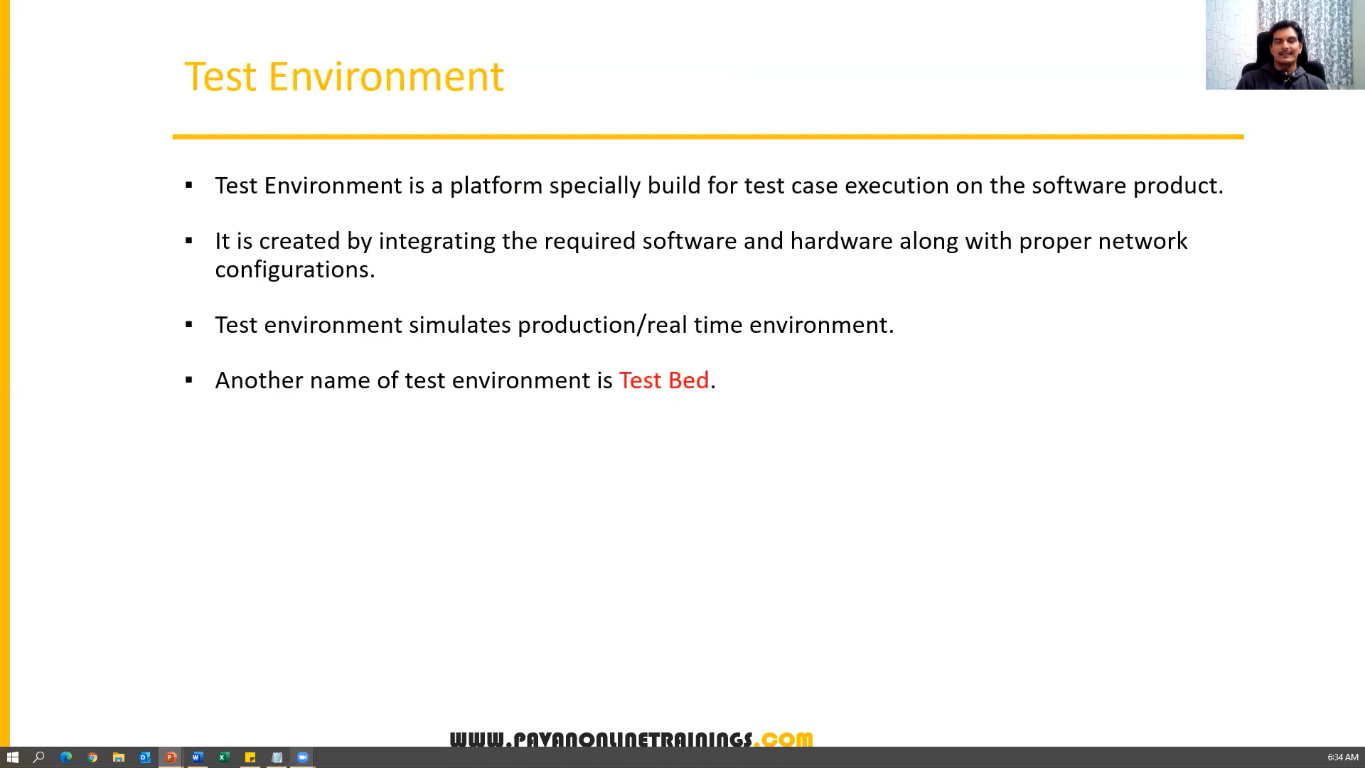 Test Environment
▪ Test Environment is a platform specially build for test case execution on the software product.
▪ It is created by integrating the required software and hardware along with proper network
configurations.
▪ Test environment simulates production/real time environment.
▪ Another name of test environment is Test Bed.
WWW.PAVANONLINETRAININGS.COM
6:34 AM